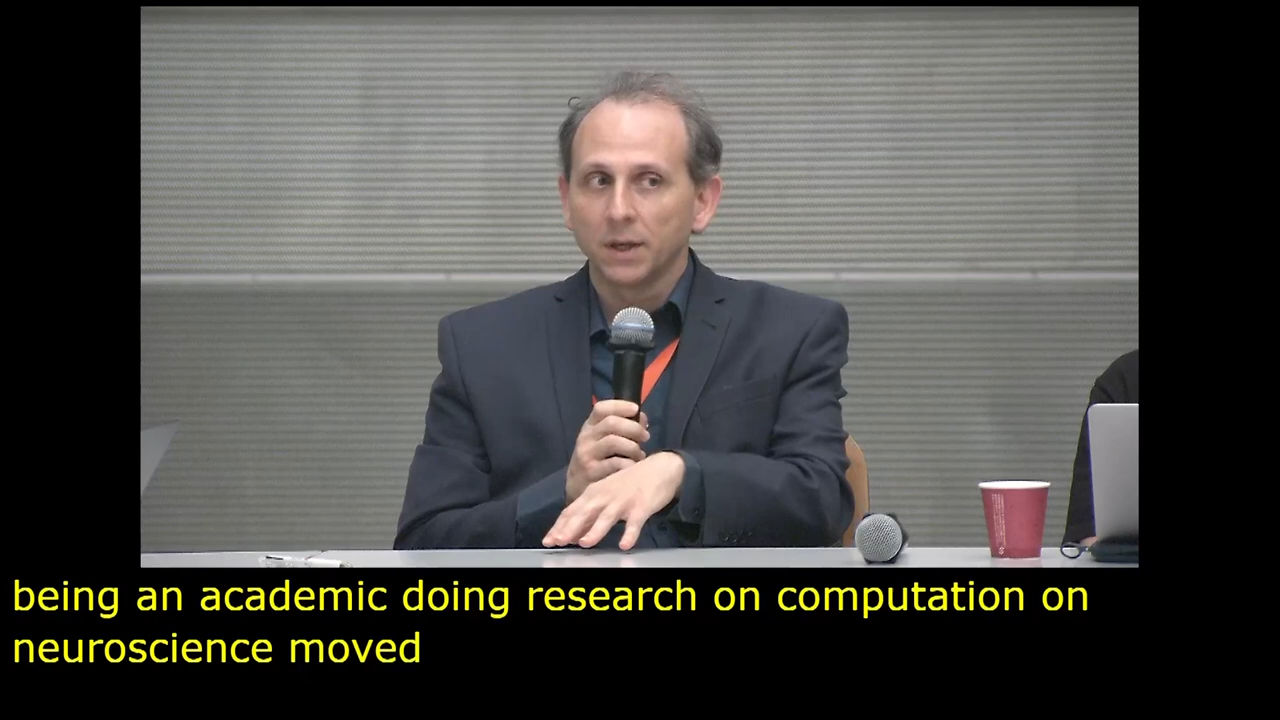 being an academic doing research on computation on
neuroscience moved